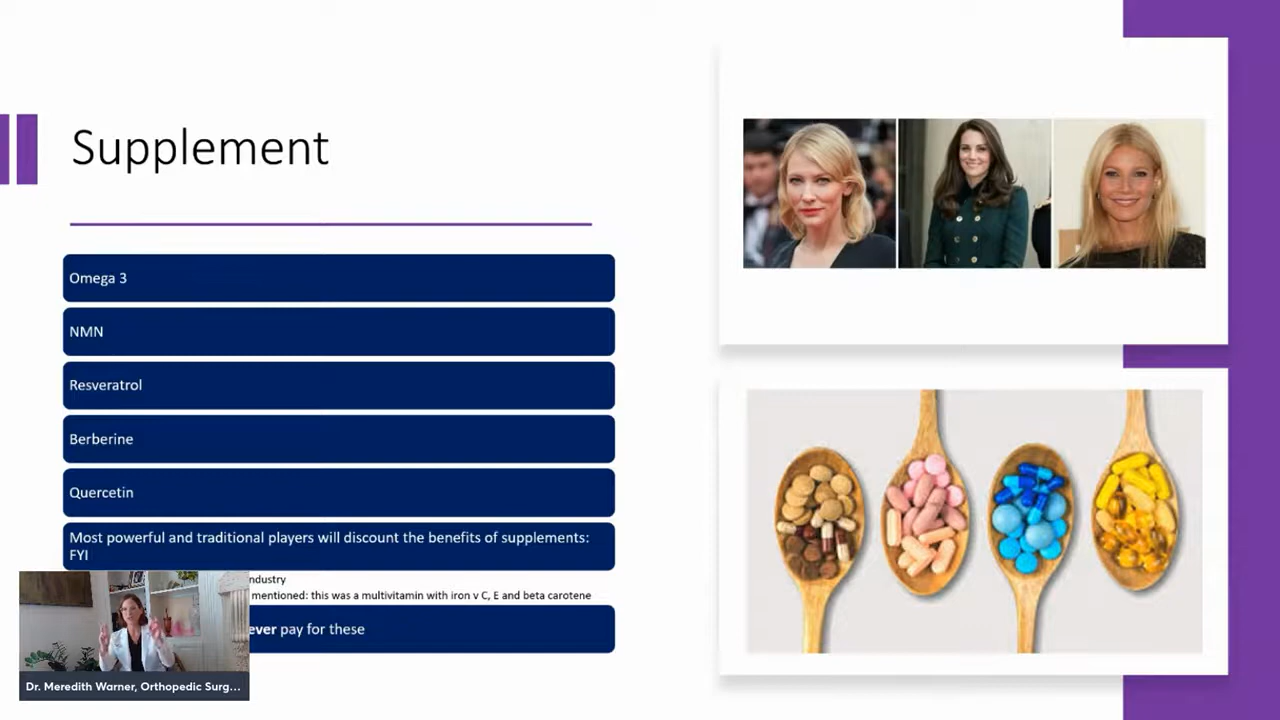 Supplement
Omega 3
NMN
Resveratrol
Berberine
Quercetin
Most powerful and traditional players will discount the benefits of supplements:
FYI
ndustry
mentioned: this was a multivitamin with iron v C, E and beta carotene
ever pay for these
Dr. Meredith Warner, Orthopedic Surg...